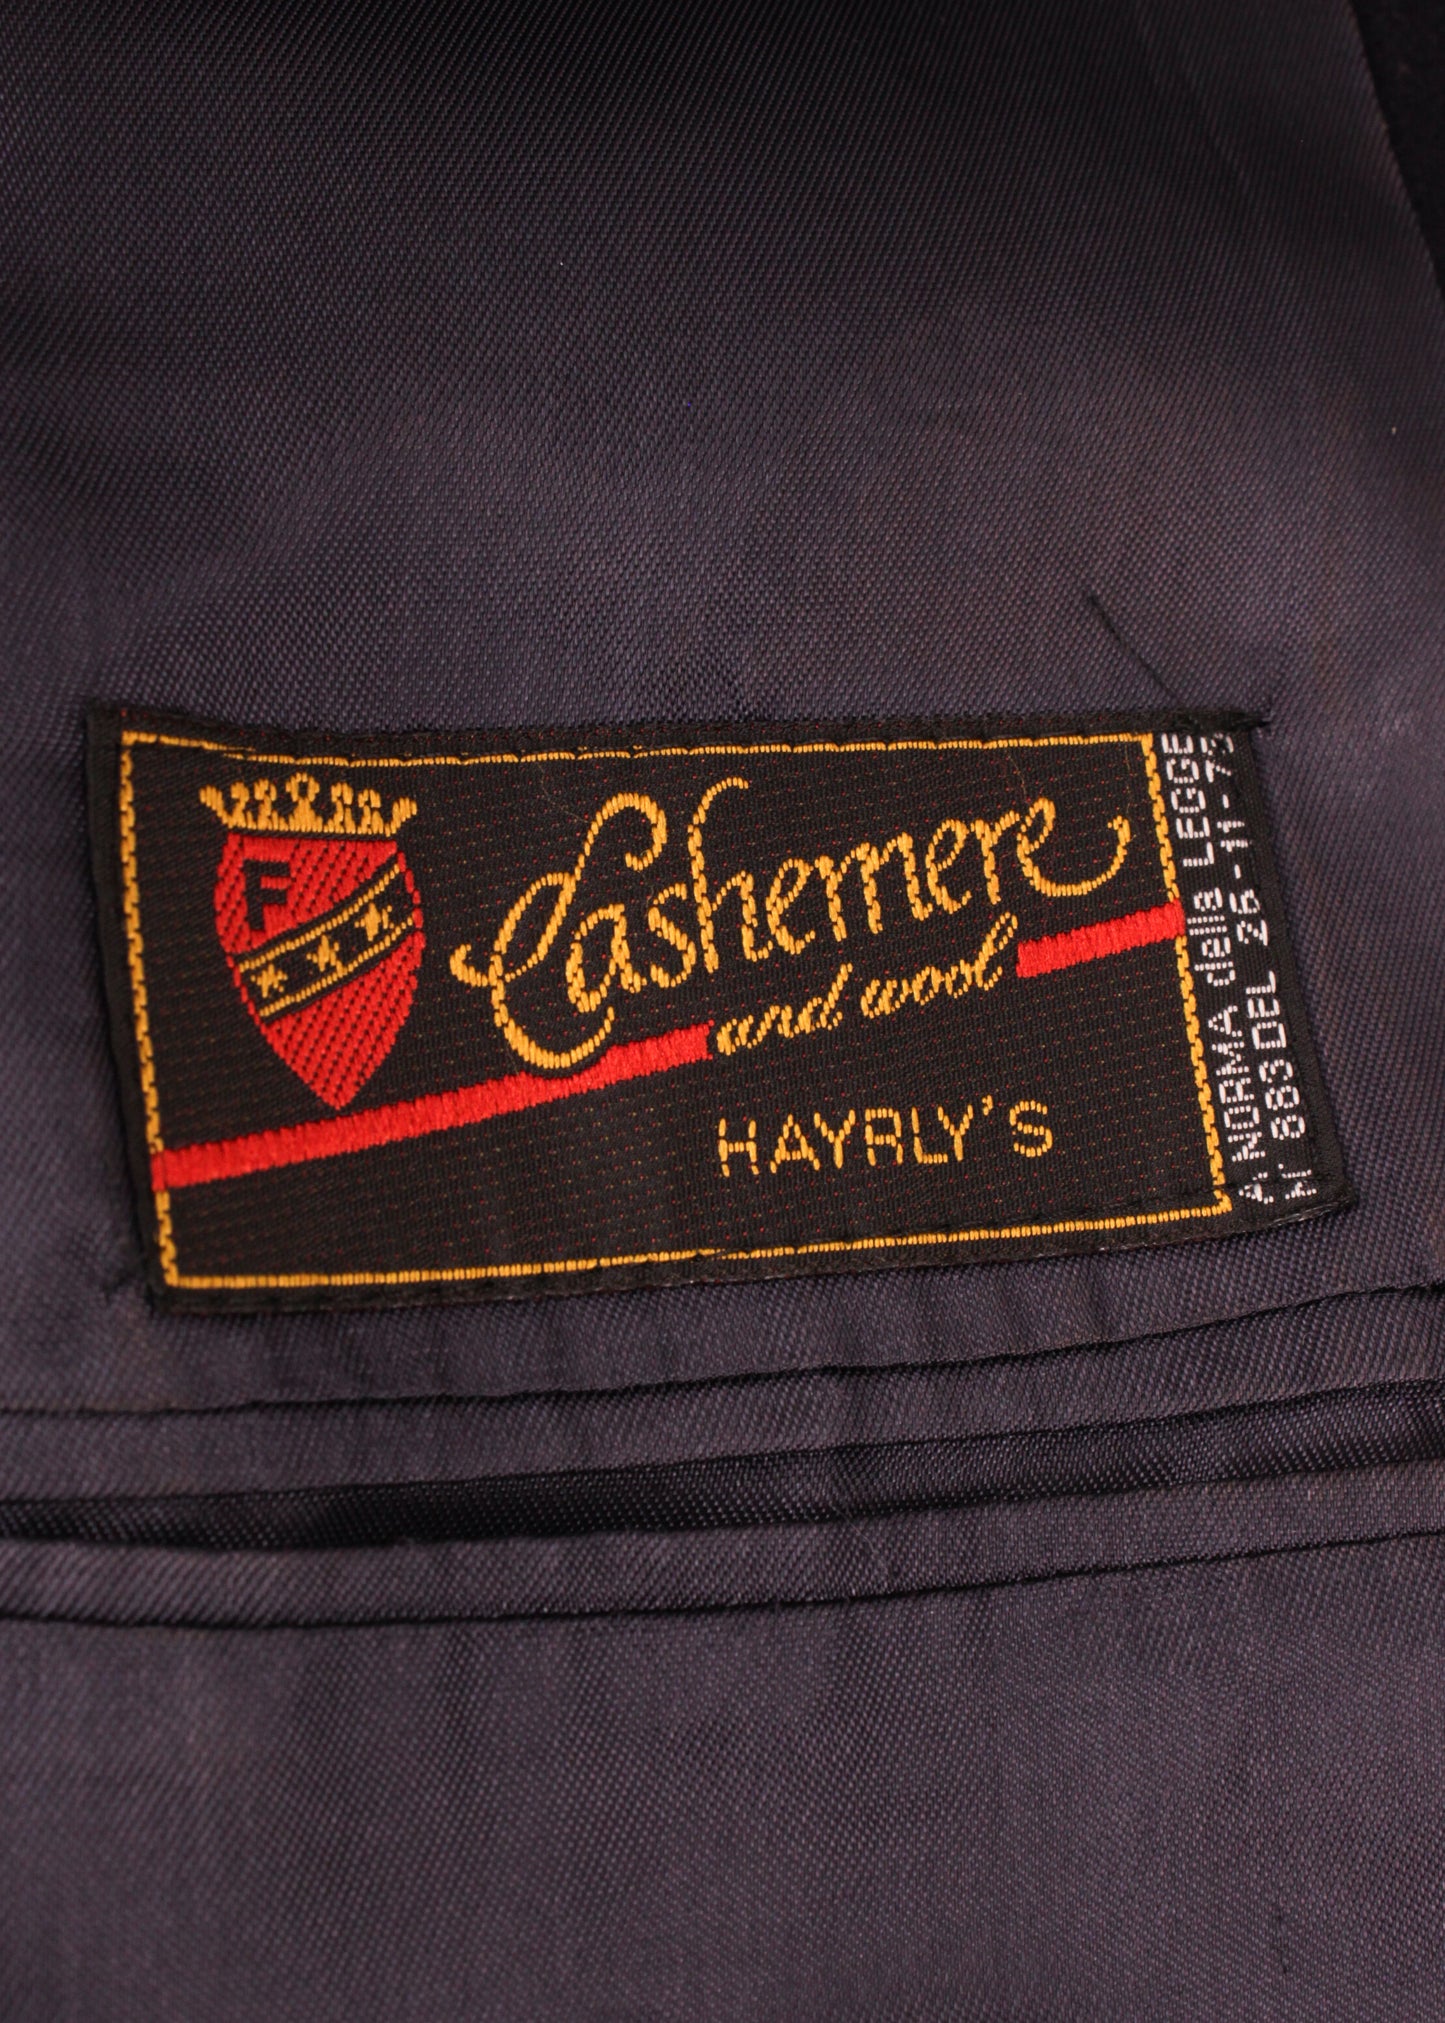 F
Cashemere
and wool
HAYRLY'S
A NORMA della LEGGE
N. 883 DEL 26-11-73